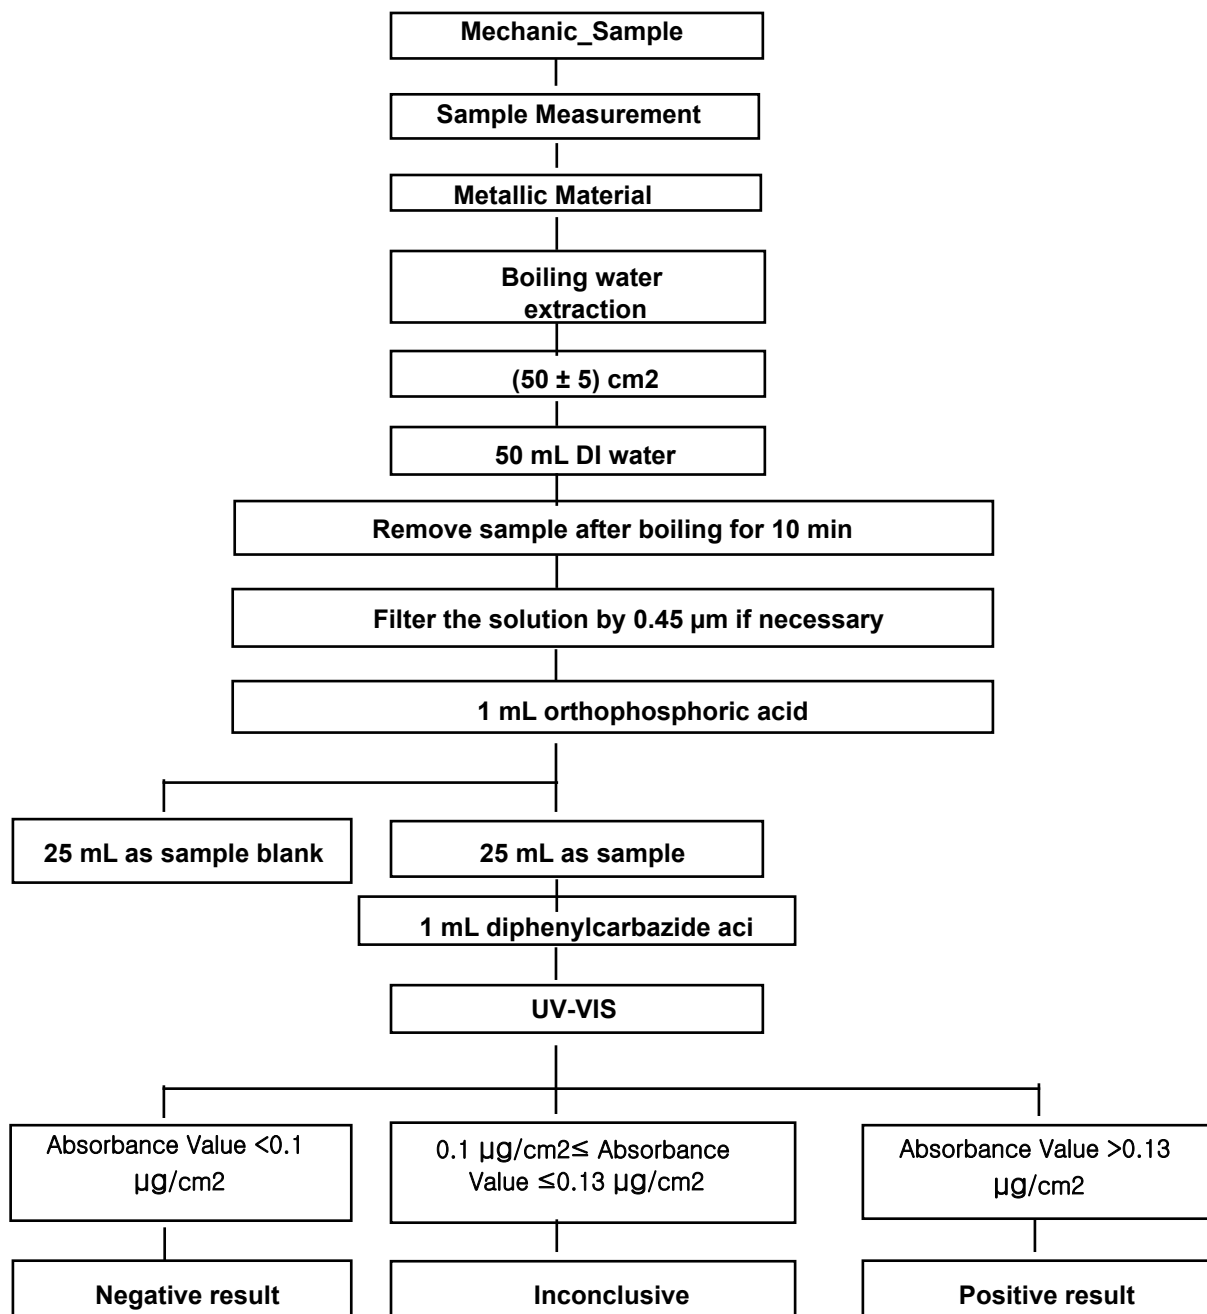 Mechanic_Sample
Sample Measurement
Metallic Material
Boiling water
extraction
(50 ± 5) cm2
50 mL DI water
Remove sample after boiling for 10 min
Filter the solution by 0.45 µm if necessary
1 mL orthophosphoric acid
25 mL as sample blank
25 mL as sample
1 mL diphenylcarbazide aci
UV-VIS
Absorbance Value <0.1
µg/cm2
0.1 µg/cm2≤ Absorbance
Value ≤0.13 µg/cm2
Absorbance Value >0.13
µg/cm2
Negative result
Inconclusive
Positive result